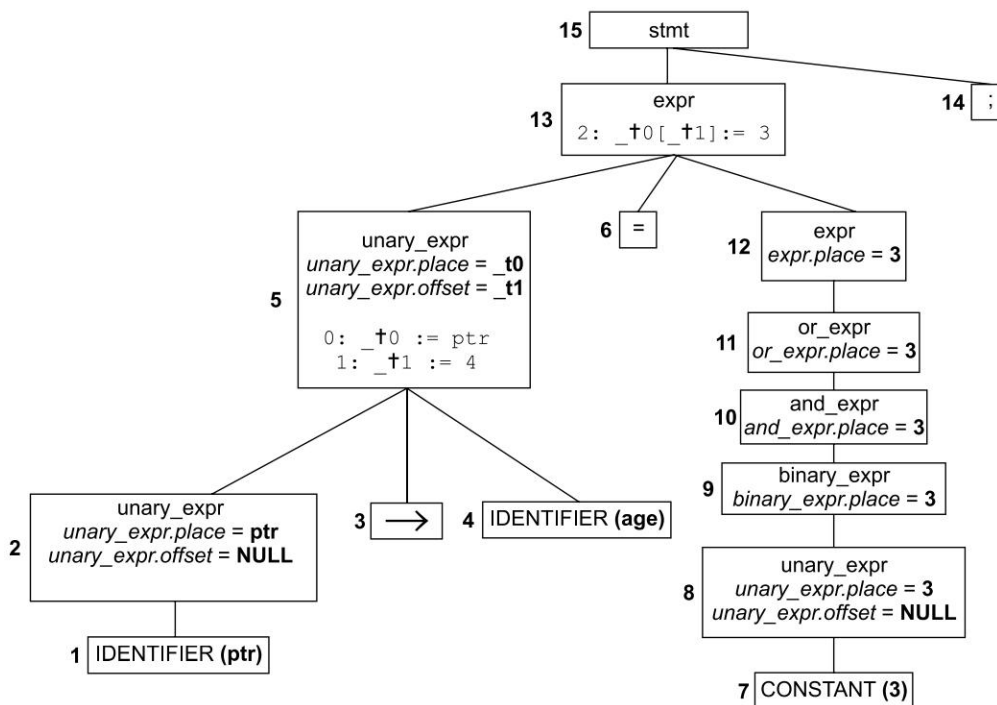 15 stmt
expr
13
2: _t0[_t1]:= 3
14 ;
unary_expr
unary_expr.place = _t0
unary_expr.offset = _t1
5
0: _t0 := ptr
1: _t1 := 4
6 =
expr
12
expr.place = 3
or_expr
11
or_expr.place = 3
and_expr
10
and_expr.place = 3
binary_expr
9
binary_expr.place = 3
unary_expr
unary_expr.place = ptr
2
unary_expr.offset = NULL
3 →
4 IDENTIFIER (age)
unary_expr
8
unary_expr.place = 3
unary_expr.offset = NULL
1 IDENTIFIER (ptr)
7 CONSTANT (3)